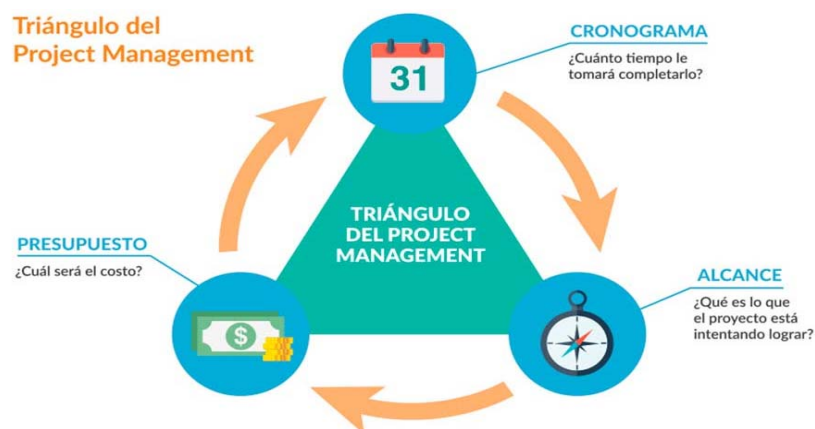 Triángulo del
Project Management
CRONOGRAMA
¿Cuánto tiempo le
tomará completarlo?
31
TRIÁNGULO
DEL PROJECT
MANAGEMENT
PRESUPUESTO
¿Cuál será el costo?
$
ALCANCE
¿Qué es lo que
el proyecto está
intentando lograr?